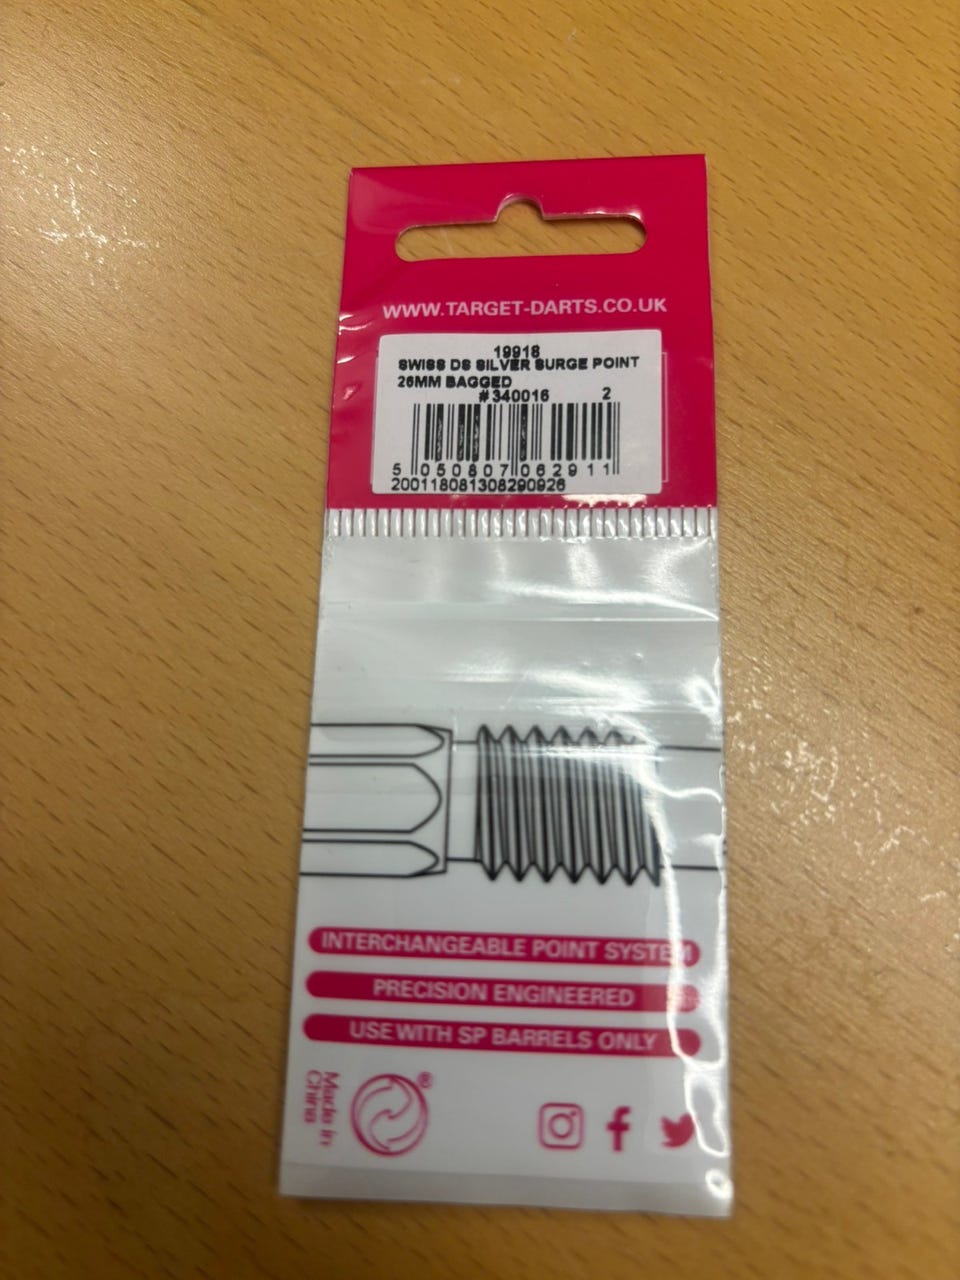 WWW.TARGET-DARTS.CO.UK
19918
SWISS DS SILVER SURGE POINT
26MM BAGGED
#340016 2
5 050807 062911
200118081308290926
INTERCHANGEABLE POINT SYSTEM
PRECISION ENGINEERED
USE WITH SP BARRELS ONLY
Made in
China
®